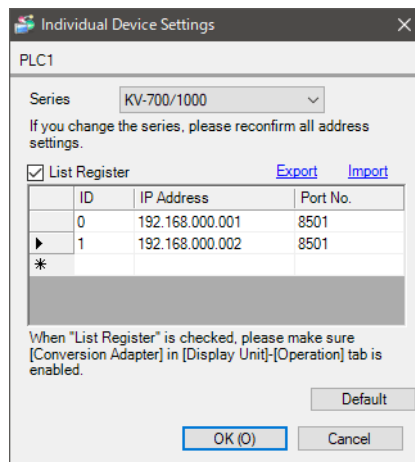 Individual Device Settings
PLC1
Series KV-700/1000
If you change the series, please reconfirm all address
settings.
List Register Export Import
ID IP Address Port No.
0 192.168.000.001 8501
1 192.168.000.002 8501
When "List Register" is checked, please make sure
[Conversion Adapter] in [Display Unit]-[Operation] tab is
enabled.
Default
OK (O) Cancel